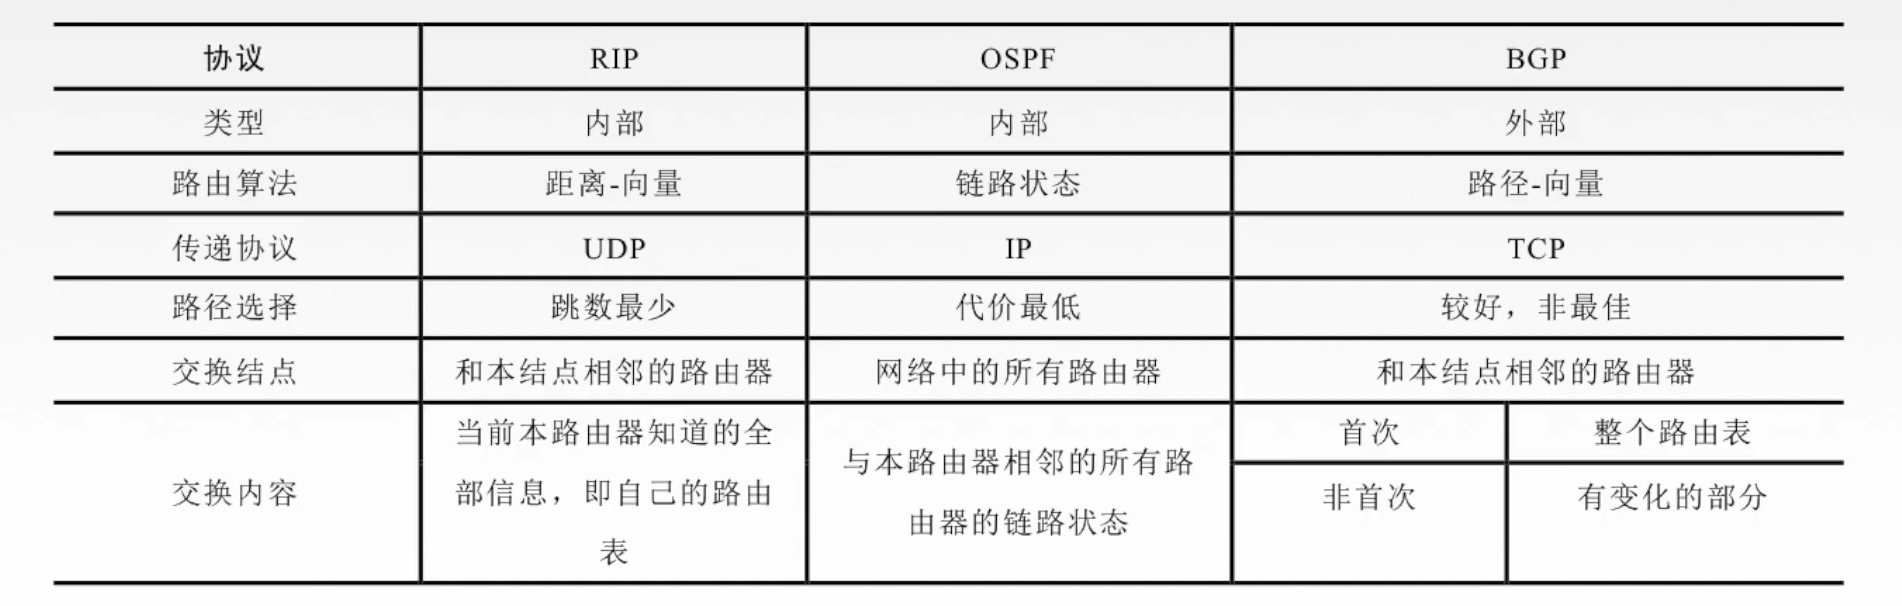 协议 RIP OSPF BGP
类型 内部 内部 外部
路由算法 距离-向量 链路状态 路径-向量
传递协议 UDP IP TCP
路径选择 跳数最少 代价最低 较好，非最佳
交换结点 和本结点相邻的路由器 网络中的所有路由器 和本结点相邻的路由器
交换内容
当前本路由器知道的全
部信息，即自己的路由
表
与本路由器相邻的所有路
由器的链路状态
首次 整个路由表
非首次 有变化的部分